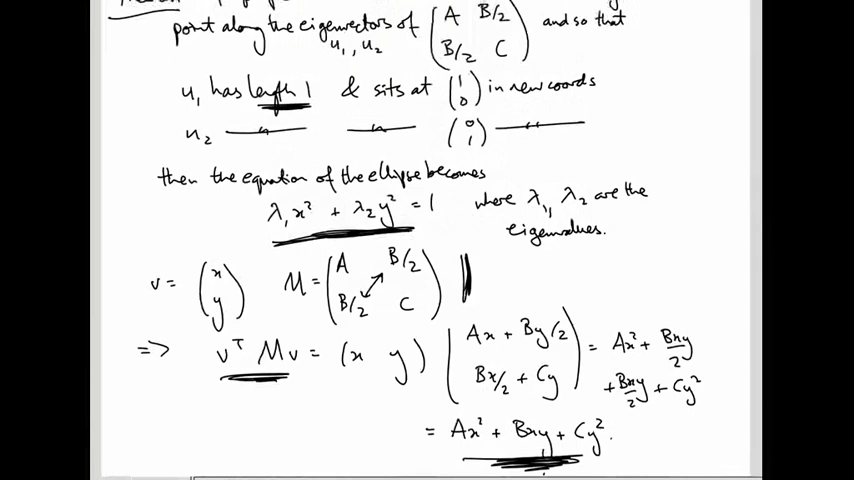 point along the eigenvectors of ( A B/2 B/2 C ) and so that
u₁, u₂
u₁ has length 1 & sits at ( 1 0 ) in new coords
u₂ —〃— —〃— ( 0 1 ) —〃—
then the equation of the ellipse becomes
λ₁x² + λ₂y² = 1 where λ₁, λ₂ are the
eigenvalues.
v = ( x y ) M = ( A B/2 B/2 C )
=> vᵀ M v = (x y) ( Ax + By/2 Bx/2 + Cy ) = Ax² + Bxy/2
+ Bxy/2 + Cy²
= Ax² + Bxy + Cy².